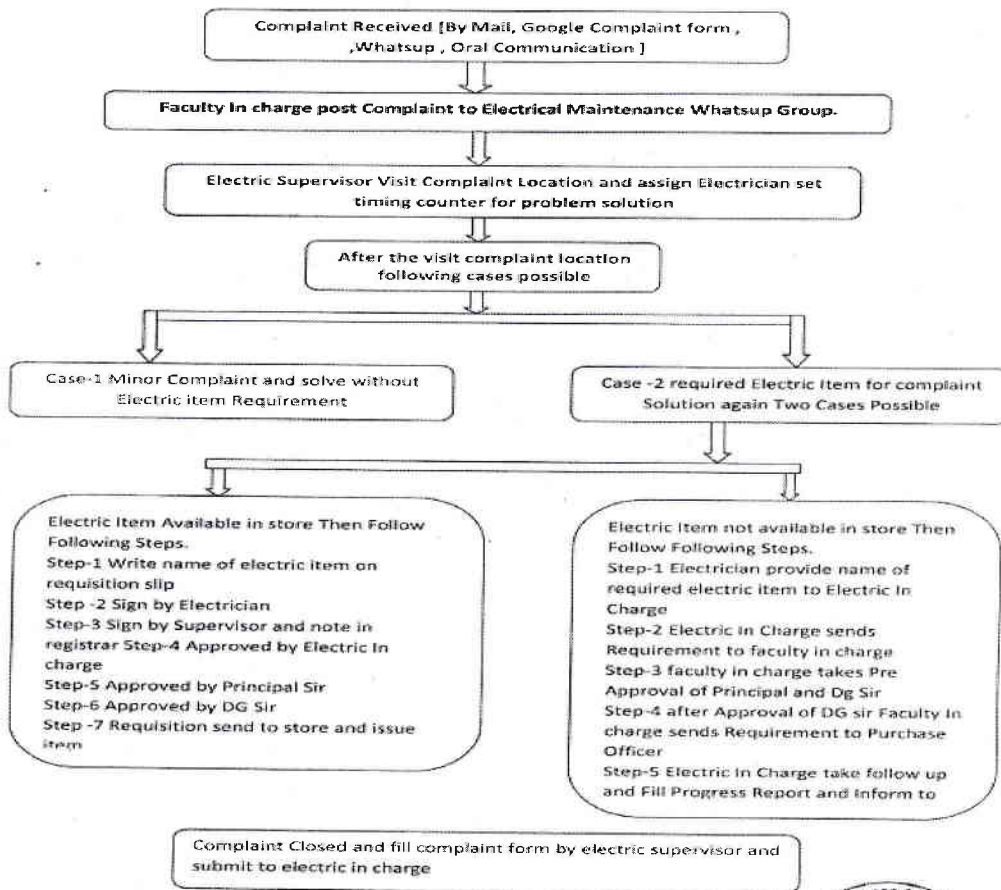 Complaint Received [By Mail, Google Complaint form ,
,Whatsup , Oral Communication ]
Faculty In charge post Complaint to Electrical Maintenance Whatsup Group.
Electric Supervisor Visit Complaint Location and assign Electrician set
timing counter for problem solution
After the visit complaint location
following cases possible
Case-1 Minor Complaint and solve without
Electric item Requirement
Case -2 required Electric Item for complaint
Solution again Two Cases Possible
Electric Item Available in store Then Follow
Following Steps.
Step-1 Write name of electric item on
requisition slip
Step -2 Sign by Electrician
Step-3 Sign by Supervisor and note in
registrar Step-4 Approved by Electric In
charge
Step-5 Approved by Principal Sir
Step-6 Approved by DG Sir
Step -7 Requisition send to store and issue
item
Electric Item not available in store Then
Follow Following Steps.
Step-1 Electrician provide name of
required electric item to Electric In
Charge
Step-2 Electric In Charge sends
Requirement to faculty in charge
Step-3 faculty in charge takes Pre
Approval of Principal and Dg Sir
Step-4 after Approval of DG sir Faculty In
charge sends Requirement to Purchase
Officer
Step-5 Electric In Charge take follow up
and Fill Progress Report and Inform to
Complaint Closed and fill complaint form by electric supervisor and
submit to electric in charge